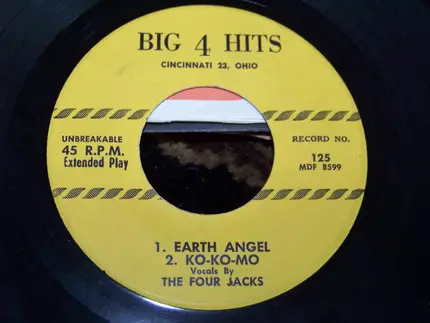 BIG 4 HITS
CINCINNATI 23, OHIO
UNBREAKABLE
45 R.P.M.
Extended Play
RECORD NO.
125
MDF 8599
1. EARTH ANGEL
2. KO-KO-MO
Vocals By
THE FOUR JACKS